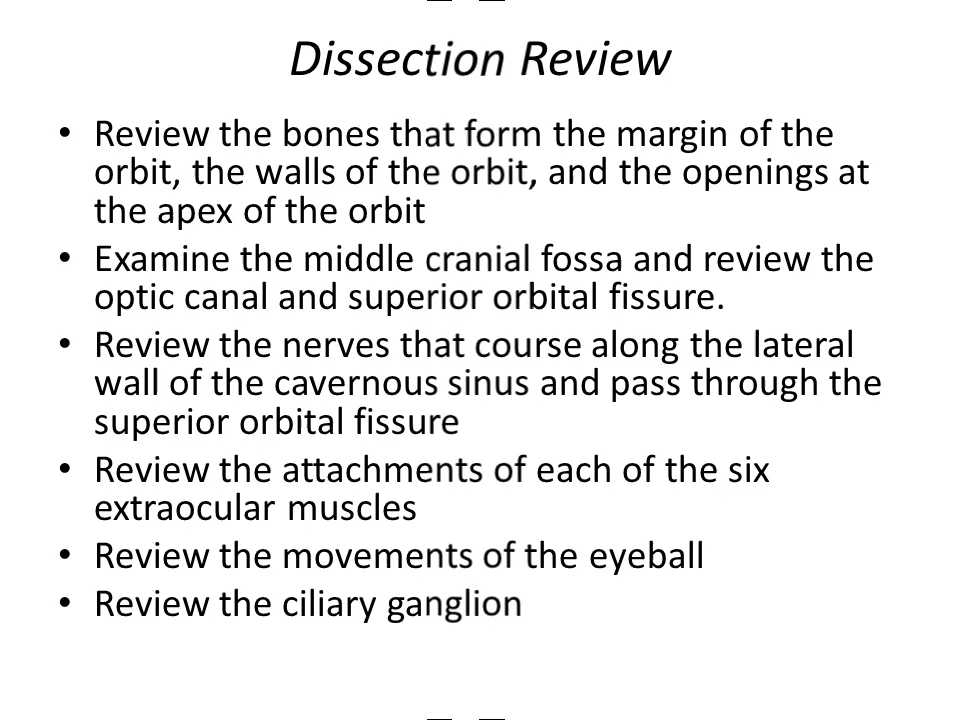 Dissection Review
• Review the bones that form the margin of the
orbit, the walls of the orbit, and the openings at
the apex of the orbit
• Examine the middle cranial fossa and review the
optic canal and superior orbital fissure.
• Review the nerves that course along the lateral
wall of the cavernous sinus and pass through the
superior orbital fissure
• Review the attachments of each of the six
extraocular muscles
• Review the movements of the eyeball
• Review the ciliary ganglion